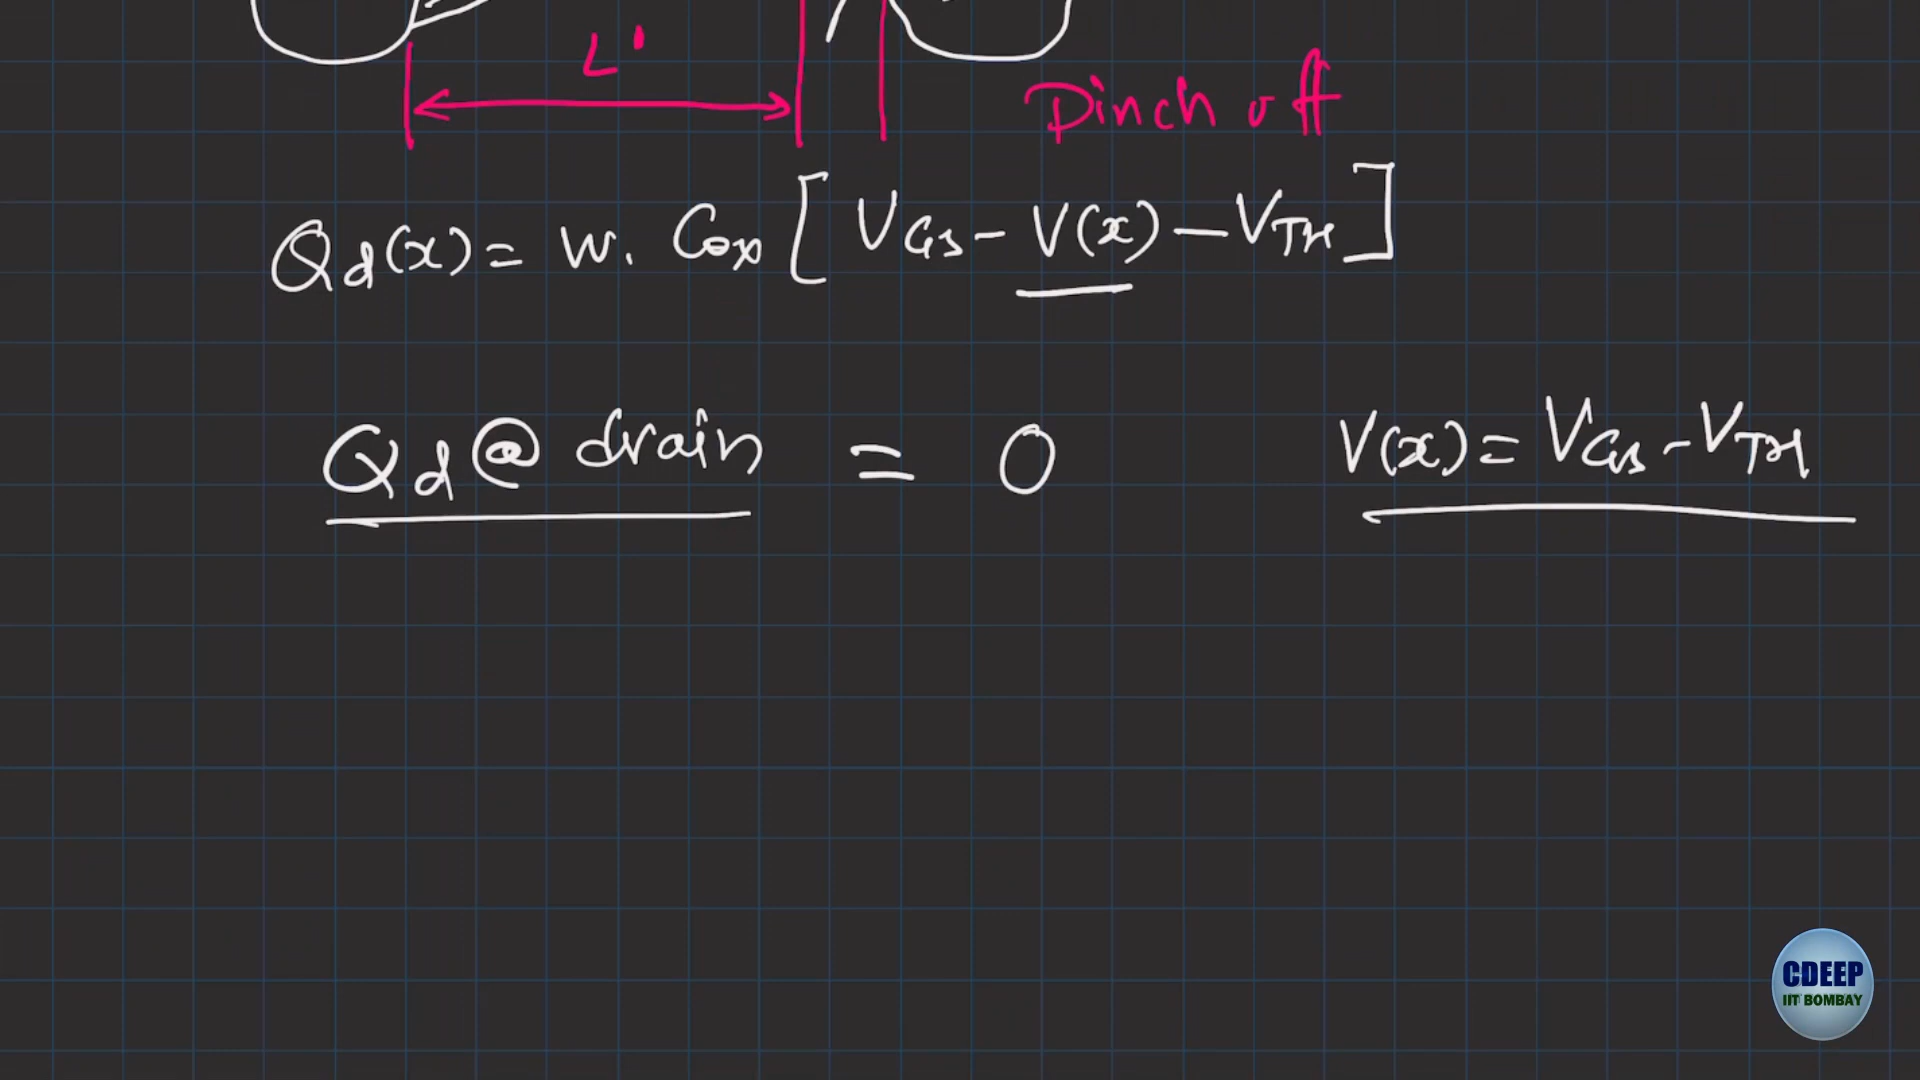 L'
Pinch off
Qd(x) = W. Cox [ VGS - V(x) - VTH ]
Qd @ drain = 0
V(x) = VGS - VTH
CDEEP
IIT BOMBAY